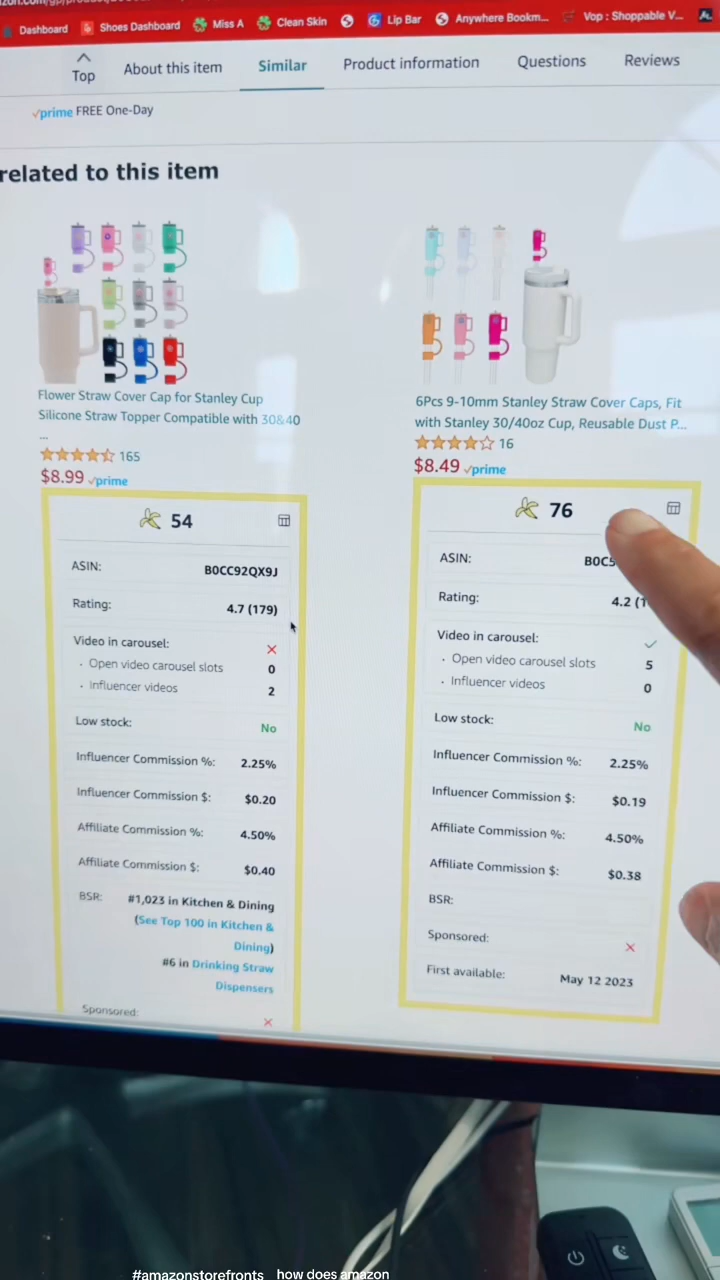 Dashboard Shoes Dashboard Miss A Clean Skin Lip Bar Anywhere Bookm... Vop : Shoppable V...
Top About this item Similar Product information Questions Reviews
prime FREE One-Day
related to this item
Flower Straw Cover Cap for Stanley Cup
Silicone Straw Topper Compatible with 30&40
...
165
$8.99 prime
54
ASIN: B0CC92QX9J
Rating: 4.7 (179)
Video in carousel:
· Open video carousel slots 0
· Influencer videos 2
Low stock: No
Influencer Commission %: 2.25%
Influencer Commission $: $0.20
Affiliate Commission %: 4.50%
Affiliate Commission $: $0.40
BSR: #1,023 in Kitchen & Dining
(See Top 100 in Kitchen &
Dining)
#6 in Drinking Straw
Dispensers
Sponsored:
6Pcs 9-10mm Stanley Straw Cover Caps, Fit
with Stanley 30/40oz Cup, Reusable Dust P...
16
$8.49 prime
76
ASIN:
Rating: 4.2
Video in carousel:
· Open video carousel slots 5
· Influencer videos 0
Low stock: No
Influencer Commission %: 2.25%
Influencer Commission $: $0.19
Affiliate Commission %: 4.50%
Affiliate Commission $: $0.38
BSR:
Sponsored:
First available: May 12 2023
#amazonstorefronts how does amazon